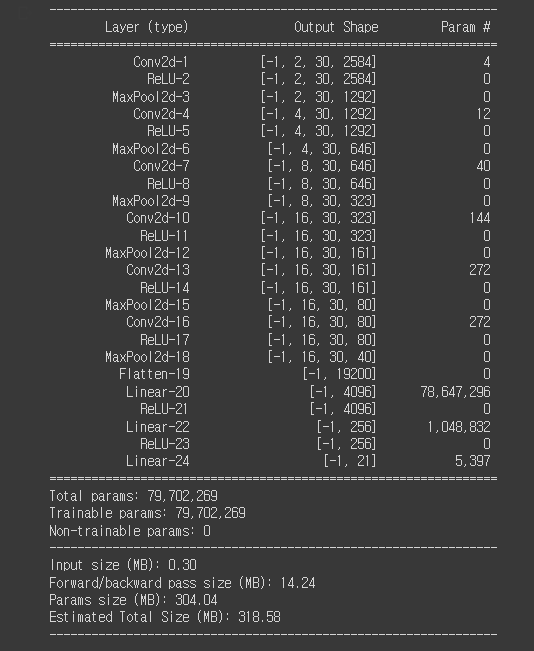 ----------------------------------------------------------------
Layer (type) Output Shape Param #
================================================================
Conv2d-1 [-1, 2, 30, 2584] 4
ReLU-2 [-1, 2, 30, 2584] 0
MaxPool2d-3 [-1, 2, 30, 1292] 0
Conv2d-4 [-1, 4, 30, 1292] 12
ReLU-5 [-1, 4, 30, 1292] 0
MaxPool2d-6 [-1, 4, 30, 646] 0
Conv2d-7 [-1, 8, 30, 646] 40
ReLU-8 [-1, 8, 30, 646] 0
MaxPool2d-9 [-1, 8, 30, 323] 0
Conv2d-10 [-1, 16, 30, 323] 144
ReLU-11 [-1, 16, 30, 323] 0
MaxPool2d-12 [-1, 16, 30, 161] 0
Conv2d-13 [-1, 16, 30, 161] 272
ReLU-14 [-1, 16, 30, 161] 0
MaxPool2d-15 [-1, 16, 30, 80] 0
Conv2d-16 [-1, 16, 30, 80] 272
ReLU-17 [-1, 16, 30, 80] 0
MaxPool2d-18 [-1, 16, 30, 40] 0
Flatten-19 [-1, 19200] 0
Linear-20 [-1, 4096] 78,647,296
ReLU-21 [-1, 4096] 0
Linear-22 [-1, 256] 1,048,832
ReLU-23 [-1, 256] 0
Linear-24 [-1, 21] 5,397
================================================================
Total params: 79,702,269
Trainable params: 79,702,269
Non-trainable params: 0
----------------------------------------------------------------
Input size (MB): 0.30
Forward/backward pass size (MB): 14.24
Params size (MB): 304.04
Estimated Total Size (MB): 318.58
----------------------------------------------------------------